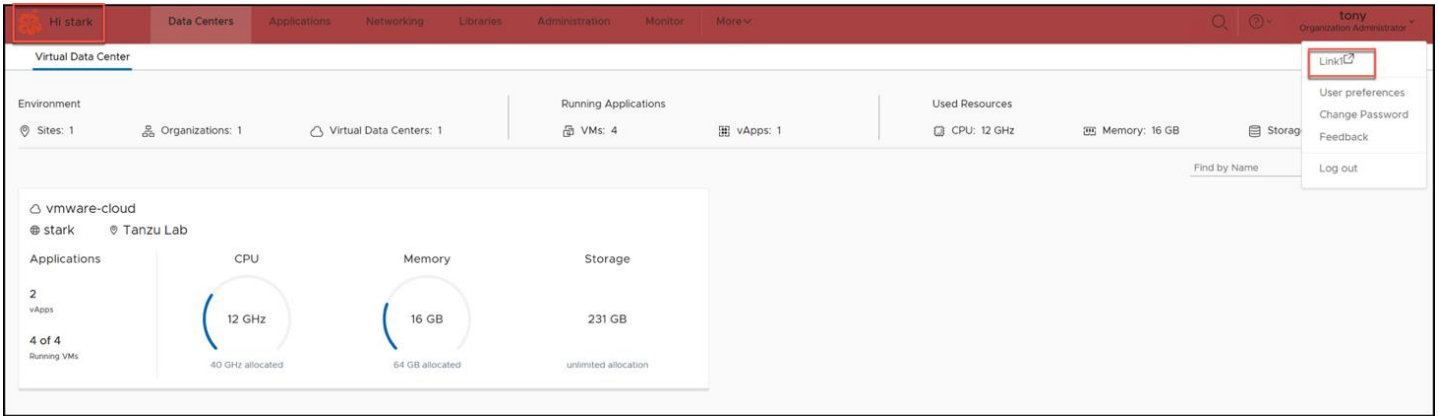 Hi stark Data Centers Applications Networking Libraries Administration Monitor More tony
Organization Administrator
Virtual Data Center
Link1
User preferences
Change Password
Feedback
Log out
Environment Running Applications Used Resources
Sites: 1 Organizations: 1 Virtual Data Centers: 1 VMs: 4 vApps: 1 CPU: 12 GHz Memory: 16 GB Storag
Find by Name
vmware-cloud
stark Tanzu Lab
Applications CPU Memory Storage
2
vApps
12 GHz 16 GB 231 GB
4 of 4
Running VMs
40 GHz allocated 64 GB allocated unlimited allocation